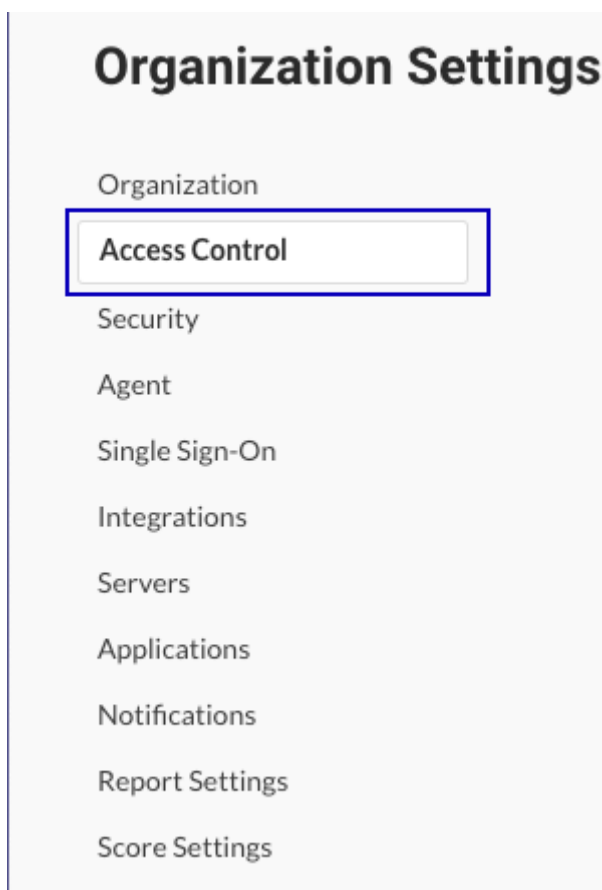 Organization Settings
Organization
Access Control
Security
Agent
Single Sign-On
Integrations
Servers
Applications
Notifications
Report Settings
Score Settings